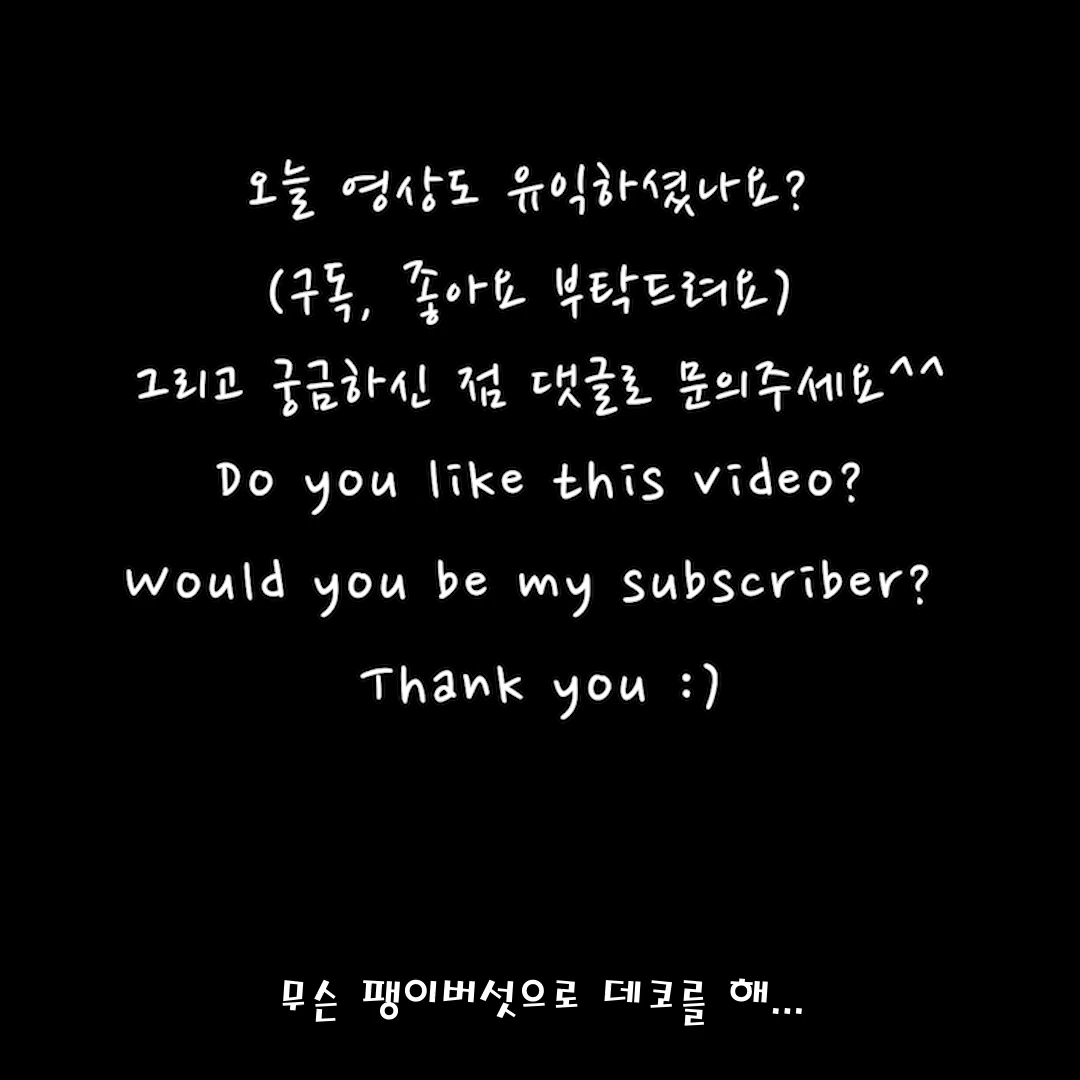 오늘 영상도 유익하셨나요?
(구독, 좋아요 부탁드려요)
그리고 궁금하신 점 댓글로 문의주세요^^
Do you like this video?
Would you be my subscriber?
Thank you :)
무슨 팽이버섯으로 데코를 해...